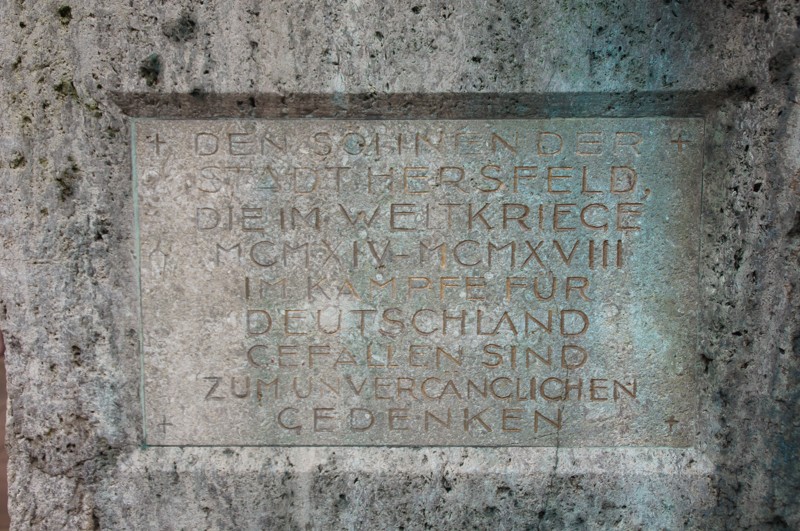 DEN SÖHNEN DER
STADT HERSFELD,
DIE IM WELTKRIEGE
MCMXIV-MCMXVIII
IM KAMPFE FÜR
DEUTSCHLAND
GEFALLEN SIND
ZUM UNVERGÄNGLICHEN
GEDENKEN